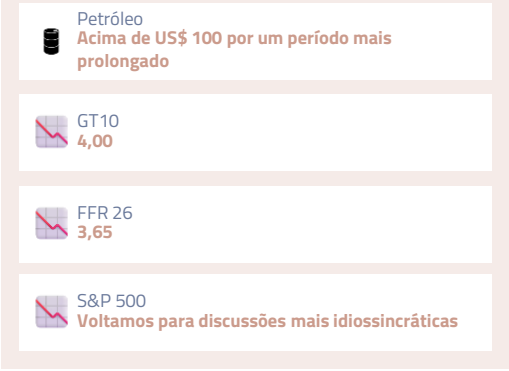 Petróleo
Acima de US$ 100 por um período mais
prolongado
GT10
4,00
FFR 26
3,65
S&P 500
Voltamos para discussões mais idiossincráticas